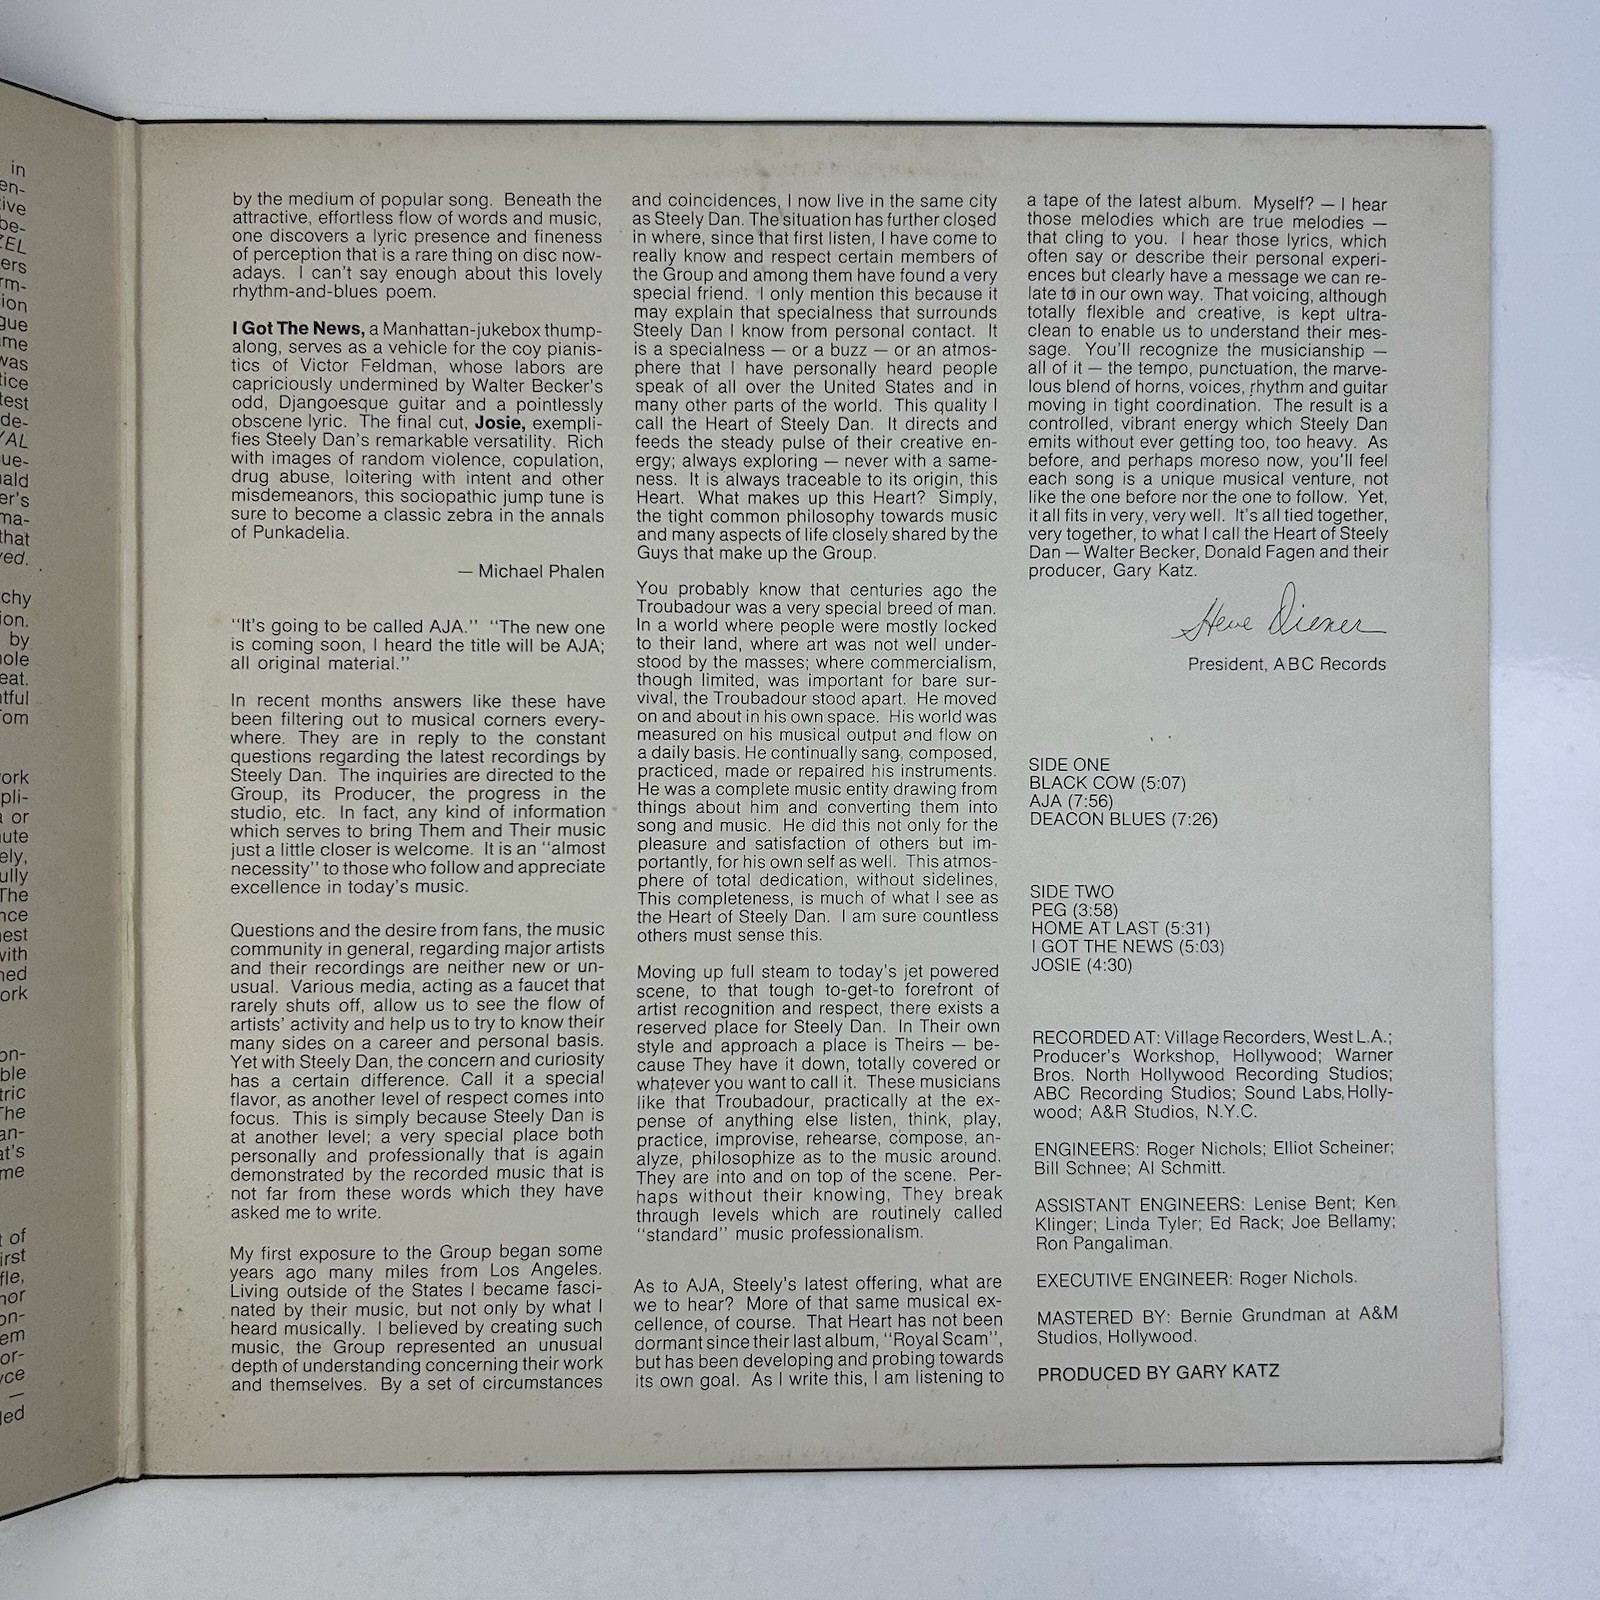 in
en-
ive
be-
ZEL
ers
rm-
ion
gue
me
was
tice
test
de-
YAL
ue-
ald
er's
ma-
that
ved.
chy
ion.
by
hole
eat.
tful
Tom
ork
pli-
a or
ute
ely,
ully
The
nce
nest
with
ned
ork
on-
ble
tric
The
an-
at's
me
t of
irst
fle,
nor
on-
em
or-
yce
—
led
by the medium of popular song. Beneath the
attractive, effortless flow of words and music,
one discovers a lyric presence and fineness
of perception that is a rare thing on disc now-
adays. I can't say enough about this lovely
rhythm-and-blues poem.
I Got The News, a Manhattan-jukebox thump-
along, serves as a vehicle for the coy pianis-
tics of Victor Feldman, whose labors are
capriciously undermined by Walter Becker's
odd, Djangoesque guitar and a pointlessly
obscene lyric. The final cut, Josie, exempli-
fies Steely Dan's remarkable versatility. Rich
with images of random violence, copulation,
drug abuse, loitering with intent and other
misdemeanors, this sociopathic jump tune is
sure to become a classic zebra in the annals
of Punkadelia.
— Michael Phalen
"It's going to be called AJA." "The new one
is coming soon, I heard the title will be AJA;
all original material."
In recent months answers like these have
been filtering out to musical corners every-
where. They are in reply to the constant
questions regarding the latest recordings by
Steely Dan. The inquiries are directed to the
Group, its Producer, the progress in the
studio, etc. In fact, any kind of information
which serves to bring Them and Their music
just a little closer is welcome. It is an "almost
necessity" to those who follow and appreciate
excellence in today's music.
Questions and the desire from fans, the music
community in general, regarding major artists
and their recordings are neither new or un-
usual. Various media, acting as a faucet that
rarely shuts off, allow us to see the flow of
artists' activity and help us to try to know their
many sides on a career and personal basis.
Yet with Steely Dan, the concern and curiosity
has a certain difference. Call it a special
flavor, as another level of respect comes into
focus. This is simply because Steely Dan is
at another level; a very special place both
personally and professionally that is again
demonstrated by the recorded music that is
not far from these words which they have
asked me to write.
My first exposure to the Group began some
years ago many miles from Los Angeles.
Living outside of the States I became fasci-
nated by their music, but not only by what I
heard musically. I believed by creating such
music, the Group represented an unusual
depth of understanding concerning their work
and themselves. By a set of circumstances
and coincidences, I now live in the same city
as Steely Dan. The situation has further closed
in where, since that first listen, I have come to
really know and respect certain members of
the Group and among them have found a very
special friend. I only mention this because it
may explain that specialness that surrounds
Steely Dan I know from personal contact. It
is a specialness — or a buzz — or an atmos-
phere that I have personally heard people
speak of all over the United States and in
many other parts of the world. This quality I
call the Heart of Steely Dan. It directs and
feeds the steady pulse of their creative en-
ergy; always exploring — never with a same-
ness. It is always traceable to its origin, this
Heart. What makes up this Heart? Simply,
the tight common philosophy towards music
and many aspects of life closely shared by the
Guys that make up the Group.
You probably know that centuries ago the
Troubadour was a very special breed of man.
In a world where people were mostly locked
to their land, where art was not well under-
stood by the masses; where commercialism,
though limited, was important for bare sur-
vival, the Troubadour stood apart. He moved
on and about in his own space. His world was
measured on his musical output and flow on
a daily basis. He continually sang, composed,
practiced, made or repaired his instruments.
He was a complete music entity drawing from
things about him and converting them into
song and music. He did this not only for the
pleasure and satisfaction of others but im-
portantly, for his own self as well. This atmos-
phere of total dedication, without sidelines,
This completeness, is much of what I see as
the Heart of Steely Dan. I am sure countless
others must sense this.
Moving up full steam to today's jet powered
scene, to that tough to-get-to forefront of
artist recognition and respect, there exists a
reserved place for Steely Dan. In Their own
style and approach a place is Theirs — be-
cause They have it down, totally covered or
whatever you want to call it. These musicians
like that Troubadour, practically at the ex-
pense of anything else listen, think, play,
practice, improvise, rehearse, compose, an-
alyze, philosophize as to the music around.
They are into and on top of the scene. Per-
haps without their knowing, They break
through levels which are routinely called
"standard" music professionalism.
As to AJA, Steely's latest offering, what are
we to hear? More of that same musical ex-
cellence, of course. That Heart has not been
dormant since their last album, "Royal Scam",
but has been developing and probing towards
its own goal. As I write this, I am listening to
a tape of the latest album. Myself? — I hear
those melodies which are true melodies —
that cling to you. I hear those lyrics, which
often say or describe their personal experi-
ences but clearly have a message we can re-
late to in our own way. That voicing, although
totally flexible and creative, is kept ultra-
clean to enable us to understand their mes-
sage. You'll recognize the musicianship —
all of it — the tempo, punctuation, the marve-
lous blend of horns, voices, rhythm and guitar
moving in tight coordination. The result is a
controlled, vibrant energy which Steely Dan
emits without ever getting too, too heavy. As
before, and perhaps moreso now, you'll feel
each song is a unique musical venture, not
like the one before nor the one to follow. Yet,
it all fits in very, very well. It's all tied together,
very together, to what I call the Heart of Steely
Dan — Walter Becker, Donald Fagen and their
producer, Gary Katz.
Steve Diener
President, ABC Records
SIDE ONE
BLACK COW (5:07)
AJA (7:56)
DEACON BLUES (7:26)
SIDE TWO
PEG (3:58)
HOME AT LAST (5:31)
I GOT THE NEWS (5:03)
JOSIE (4:30)
RECORDED AT: Village Recorders, West L.A.;
Producer's Workshop, Hollywood; Warner
Bros. North Hollywood Recording Studios;
ABC Recording Studios; Sound Labs, Holly-
wood; A&R Studios, N.Y.C.
ENGINEERS: Roger Nichols; Elliot Scheiner;
Bill Schnee; Al Schmitt.
ASSISTANT ENGINEERS: Lenise Bent; Ken
Klinger; Linda Tyler; Ed Rack; Joe Bellamy;
Ron Pangaliman.
EXECUTIVE ENGINEER: Roger Nichols.
MASTERED BY: Bernie Grundman at A&M
Studios, Hollywood.
PRODUCED BY GARY KATZ